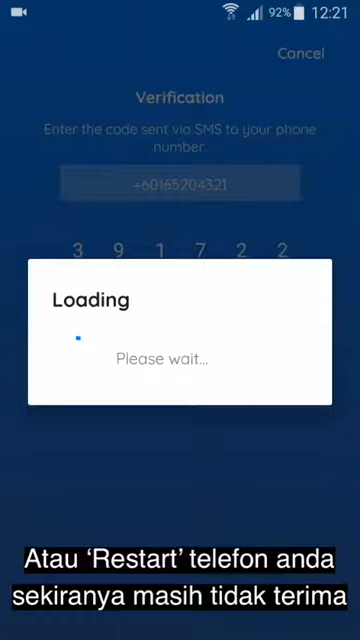 92% 12:21
Cancel
Verification
Enter the code sent via SMS to your phone
number.
+60165204321
3 9 1 7 2 2
Loading
Please wait...
Atau ‘Restart’ telefon anda
sekiranya masih tidak terima